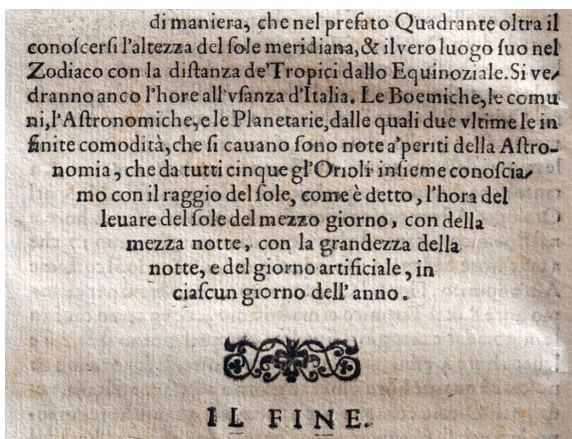 di maniera, che nel prefato Quadrante oltra il
conoſcerſi l'altezza del ſole meridiana, & il vero luogo ſuo nel
Zodiaco con la diſtanza de'Tropici dallo Equinoziale. Si ve-
dranno anco l'hore all'vſanza d'Italia. Le Boemiche, le comu
ni, l'Aſtronomiche, e le Planetarie, dalle quali due vltime le in
finite comodità, che ſi cauano ſono note a'periti della Aſtro-
nomia, che da tutti cinque gl'Orioli inſieme conoſcia-
mo con il raggio del ſole, come è detto, l'hora del
leuare del ſole del mezzo giorno, con della
mezza notte, con la grandezza della
notte, e del giorno artificiale, in
ciaſcun giorno dell'anno.
IL FINE.